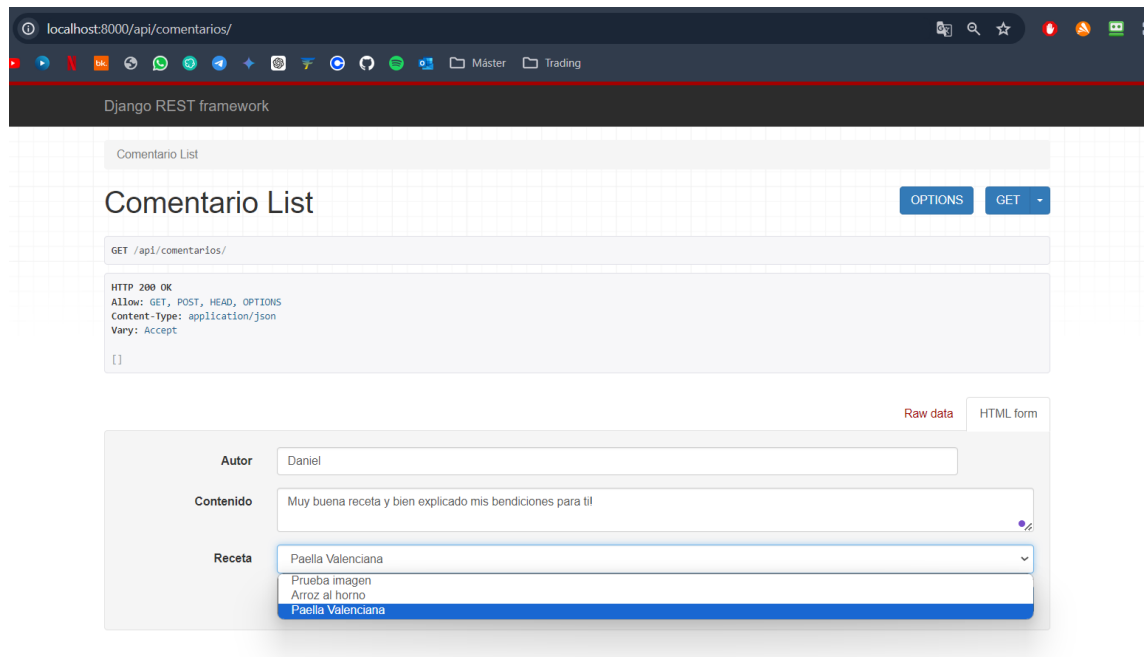 localhost:8000/api/comentarios/
bk.
Máster
Trading
Django REST framework
Comentario List
Comentario List
OPTIONS
GET
GET /api/comentarios/
HTTP 200 OK
Allow: GET, POST, HEAD, OPTIONS
Content-Type: application/json
Vary: Accept
[]
Raw data
HTML form
Autor
Daniel
Contenido
Muy buena receta y bien explicado mis bendiciones para ti!
Receta
Paella Valenciana
Prueba imagen
Arroz al horno
Paella Valenciana